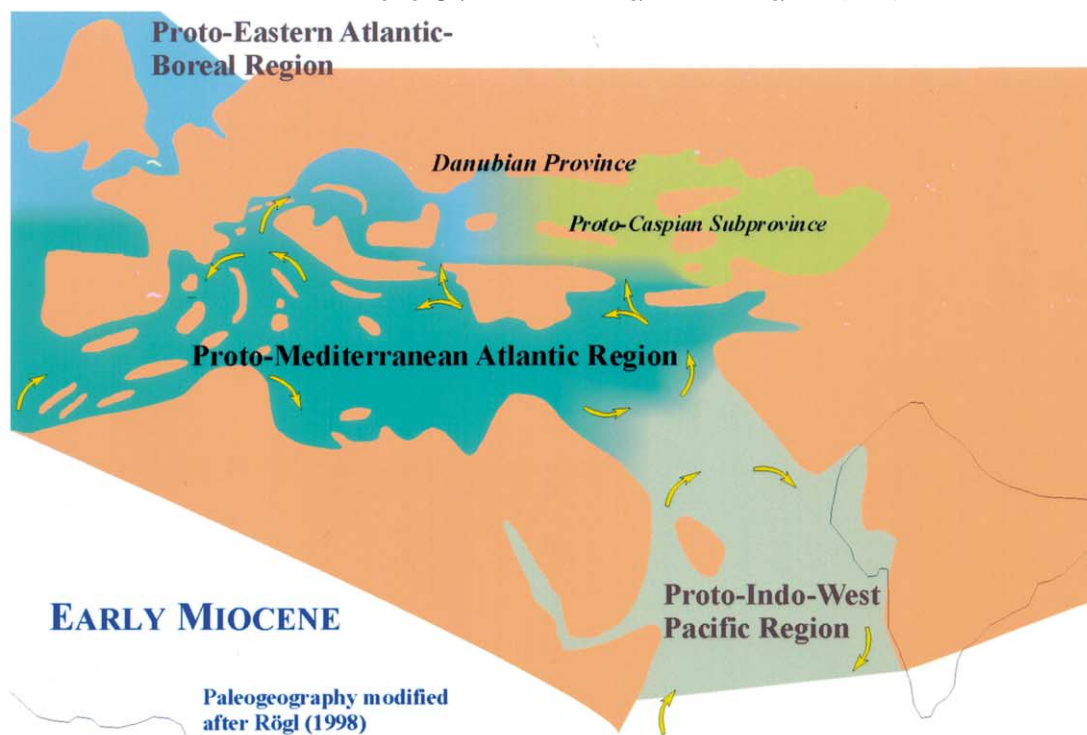 Proto-Eastern Atlantic-
Boreal Region
Danubian Province
Proto-Caspian Subprovince
Proto-Mediterranean Atlantic Region
Proto-Indo-West
Pacific Region
EARLY MIOCENE
Paleogeography modified
after Rögl (1998)